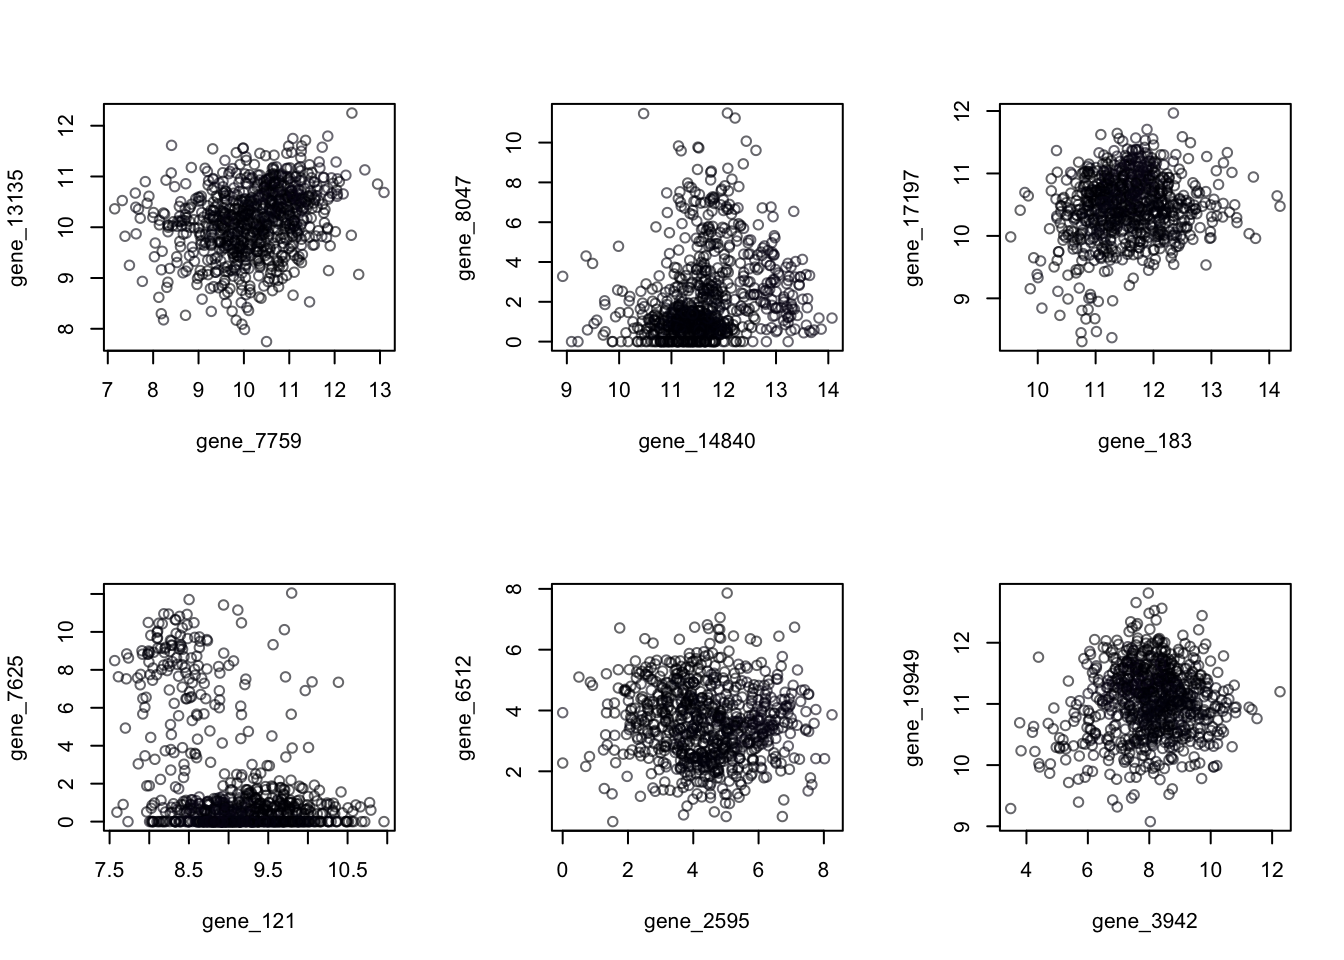 gene_13135
12
11
10
9
8
7 8 9 10 11 12 13
gene_7759
gene_8047
10
8
6
4
2
0
9 10 11 12 13 14
gene_14840
gene_17197
12
11
10
9
10 11 12 13 14
gene_183
gene_7625
10
8
6
4
2
0
7.5 8.5 9.5 10.5
gene_121
gene_6512
8
6
4
2
0 2 4 6 8
gene_2595
gene_19949
12
11
10
9
4 6 8 10 12
gene_3942